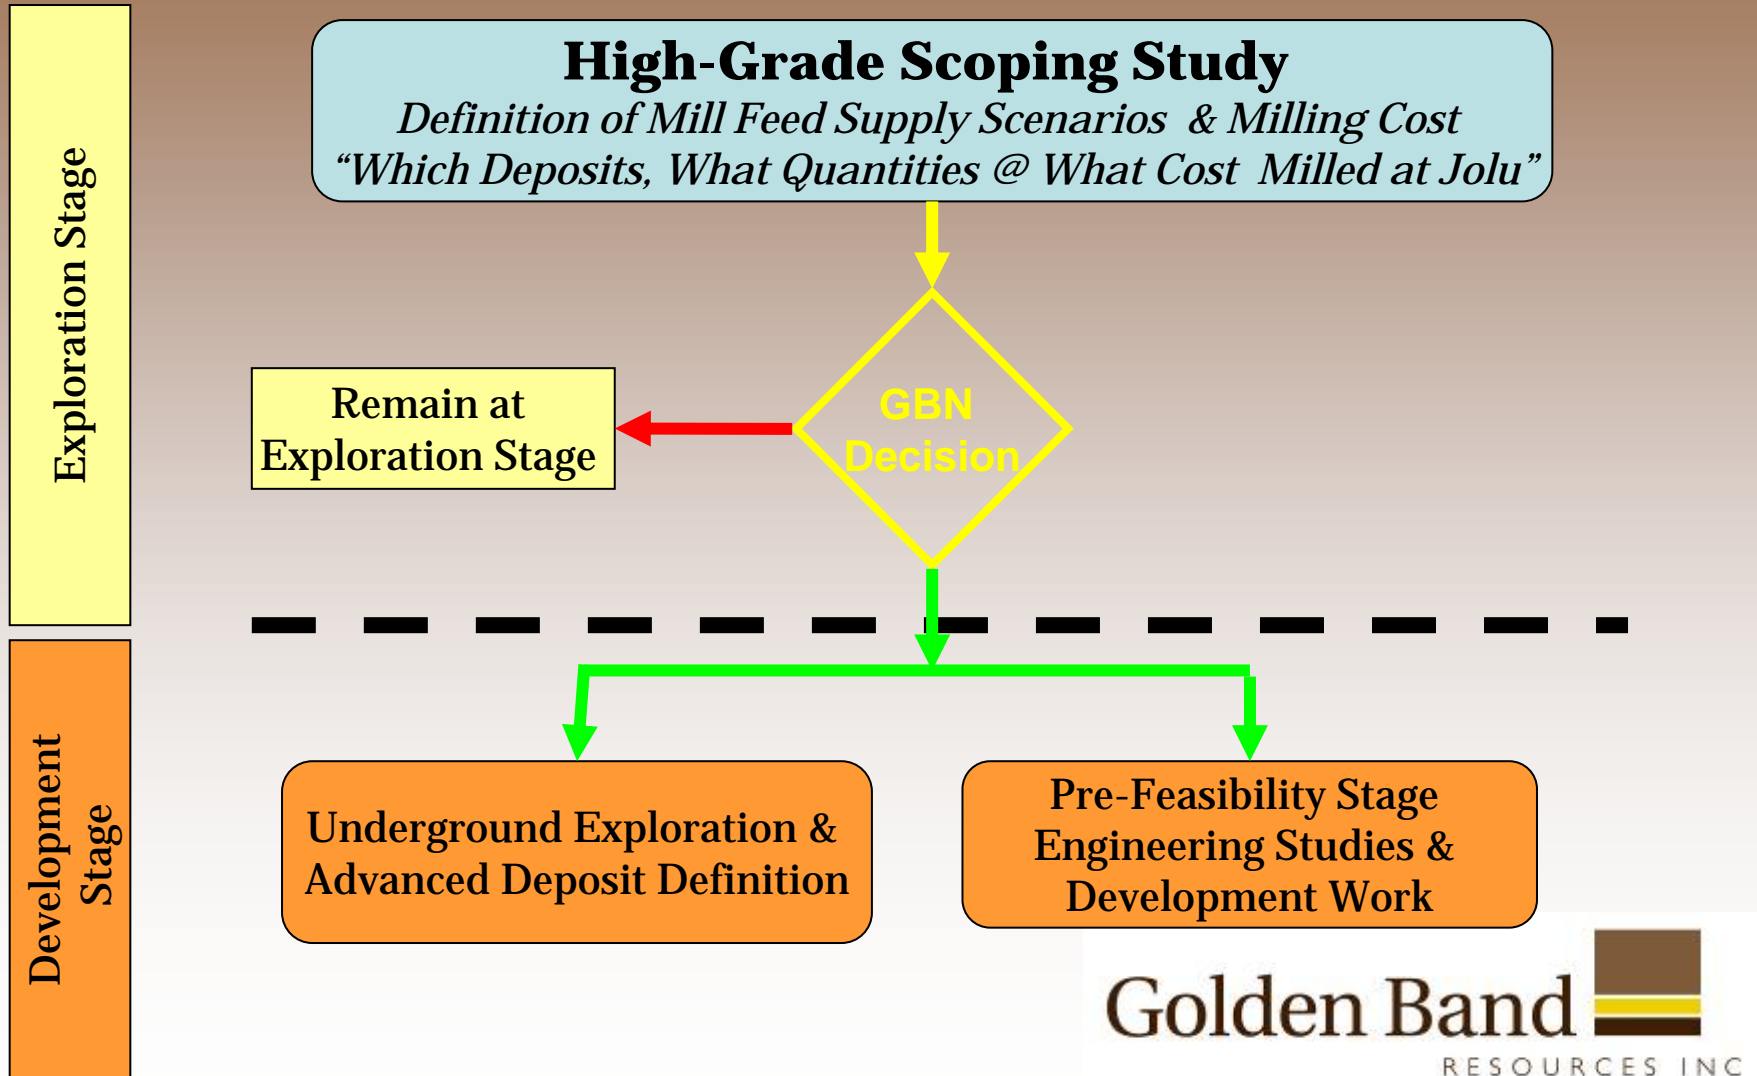 High-Grade Scoping Study
Definition of Mill Feed Supply Scenarios & Milling Cost
“Which Deposits, What Quantities @ What Cost Milled at Jolu”
Exploration Stage
Remain at
Exploration Stage
GBN
Decision
Development
Stage
Underground Exploration &
Advanced Deposit Definition
Pre-Feasibility Stage
Engineering Studies &
Development Work
Golden Band
RESOURCES INC